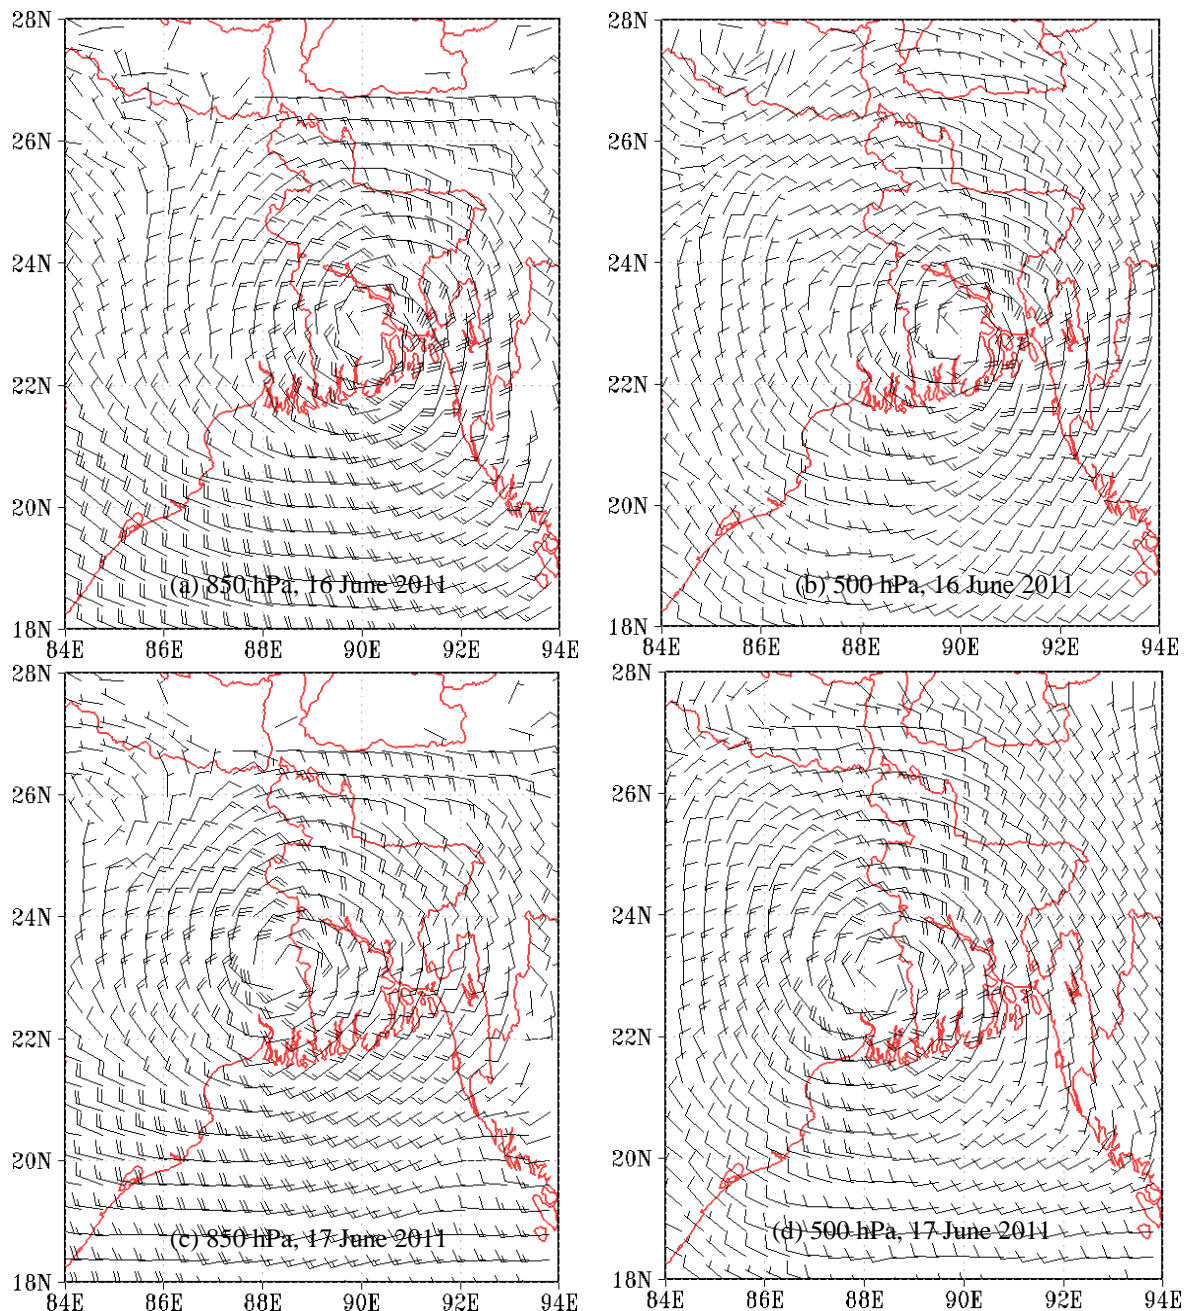 28N
26N
24N
22N
20N
18N
84E 86E 88E 90E 92E 94E
(a) 850 hPa, 16 June 2011
28N
26N
24N
22N
20N
18N
84E 86E 88E 90E 92E 94E
(b) 500 hPa, 16 June 2011
28N
26N
24N
22N
20N
18N
84E 86E 88E 90E 92E 94E
(c) 850 hPa, 17 June 2011
28N
26N
24N
22N
20N
18N
84E 86E 88E 90E 92E 94E
(d) 500 hPa, 17 June 2011